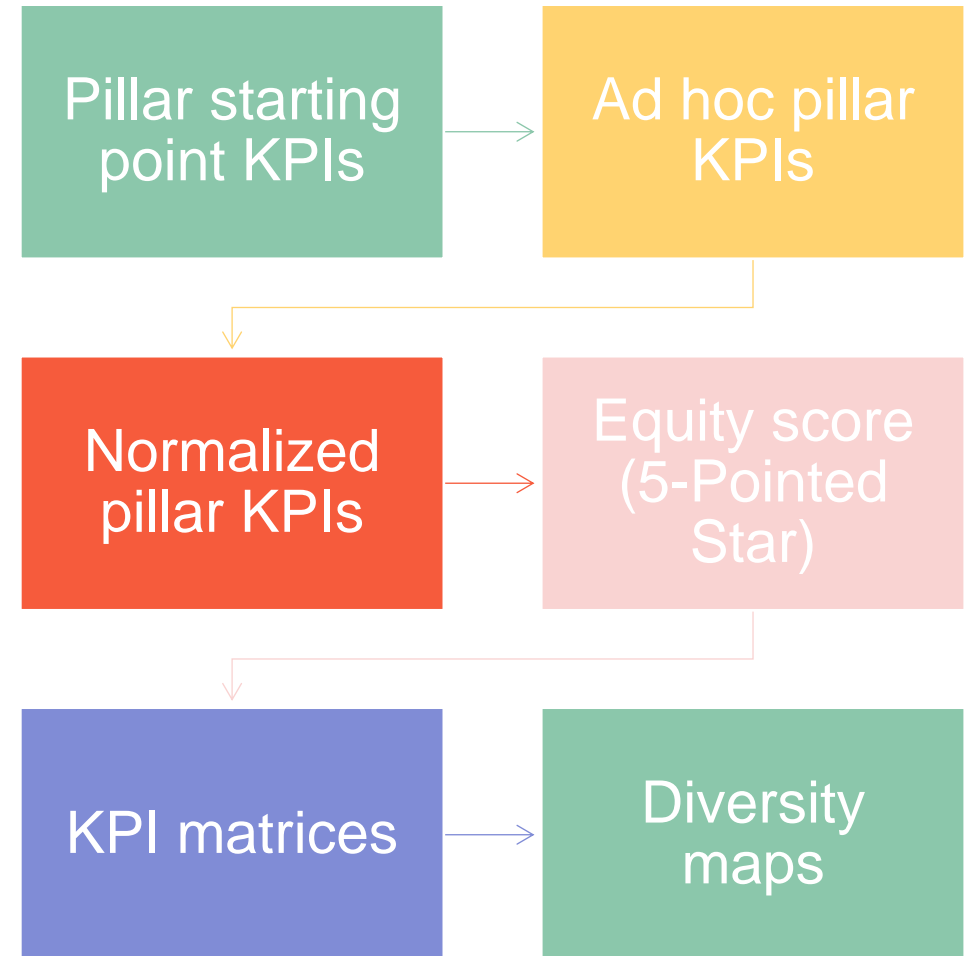 Pillar starting
point KPIs
Ad hoc pillar
KPIs
Normalized
pillar KPIs
Equity score
(5-Pointed
Star)
KPI matrices
Diversity
maps